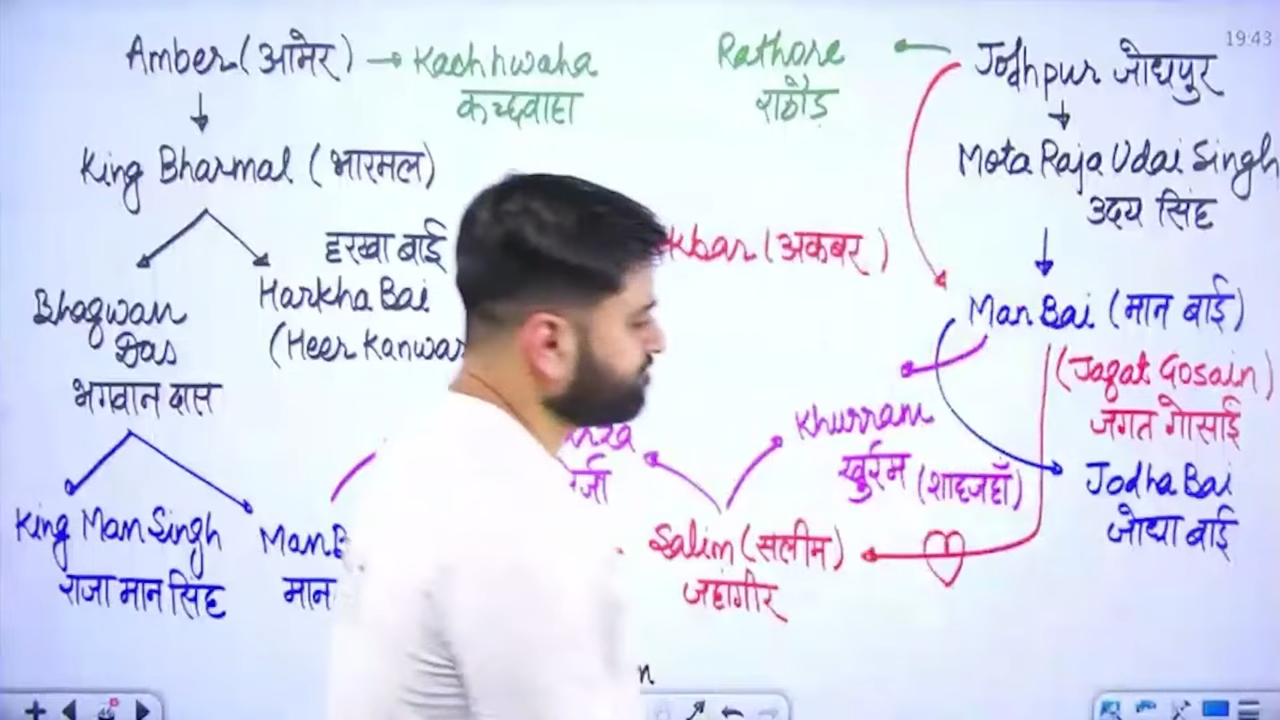 19:43
Amber (आमेर) → Kachhwaha
कच्छवाहा
Rathore
राठौड़
Jodhpur जोधपुर
King Bharmal (भारमल)
Mota Raja Udai Singh
उदय सिंह
हरखा बाई
Harkha Bai
(Heer Kanwar
kbar (अकबर)
Bhagwan
Das
भगवान दास
Man Bai (मान बाई)
(Jagat Gosain)
जगत गोसाई
Khurram
खुर्रम (शाहजहाँ)
Jodha Bai
जोधा बाई
King Man Singh
राजा मान सिंह
Man B
मान
Salim (सलीम)
जहांगीर